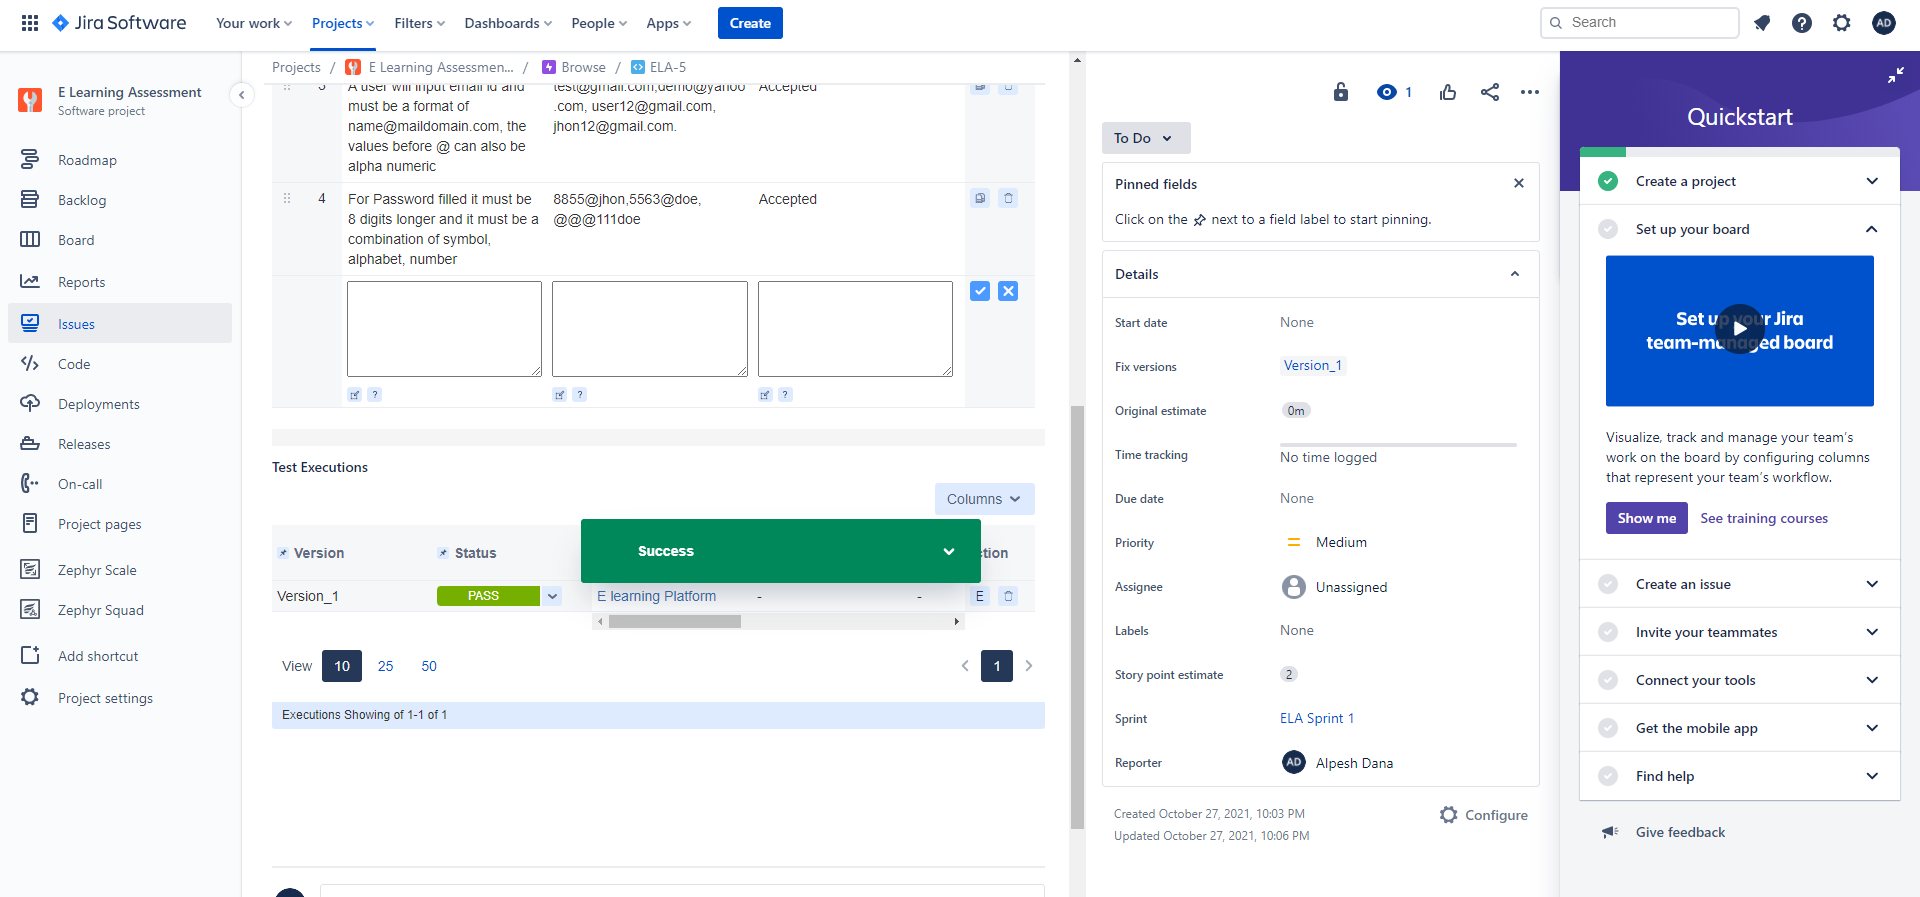 Jira Software
Your work
Projects
Filters
Dashboards
People
Apps
Create
Search
AD
E Learning Assessment
Software project
Roadmap
Backlog
Board
Reports
Issues
Code
Deployments
Releases
On-call
Project pages
Zephyr Scale
Zephyr Squad
Add shortcut
Project settings
Projects / E Learning Assessmen... / Browse / ELA-5
3
A user will input email id and
must be a format of
name@maildomain.com, the
values before @ can also be
alpha numeric
test@gmail.com,demo@yahoo
.com, user12@gmail.com,
jhon12@gmail.com.
Accepted
4
For Password filled it must be
8 digits longer and it must be a
combination of symbol,
alphabet, number
8855@jhon,5563@doe,
@@@111doe
Accepted
?
?
?
Test Executions
Columns
Version
Status
Success
ction
Version_1
PASS
E learning Platform
-
-
E
View 10 25 50
1
Executions Showing of 1-1 of 1
1
To Do
Pinned fields
Click on the next to a field label to start pinning.
Details
Start date
None
Fix versions
Version_1
Original estimate
0m
Time tracking
No time logged
Due date
None
Priority
Medium
Assignee
Unassigned
Labels
None
Story point estimate
2
Sprint
ELA Sprint 1
Reporter
AD Alpesh Dana
Created October 27, 2021, 10:03 PM
Updated October 27, 2021, 10:06 PM
Configure
Quickstart
Create a project
Set up your board
Set up your Jira
team-managed board
Visualize, track and manage your team's
work on the board by configuring columns
that represent your team's workflow.
Show me
See training courses
Create an issue
Invite your teammates
Connect your tools
Get the mobile app
Find help
Give feedback